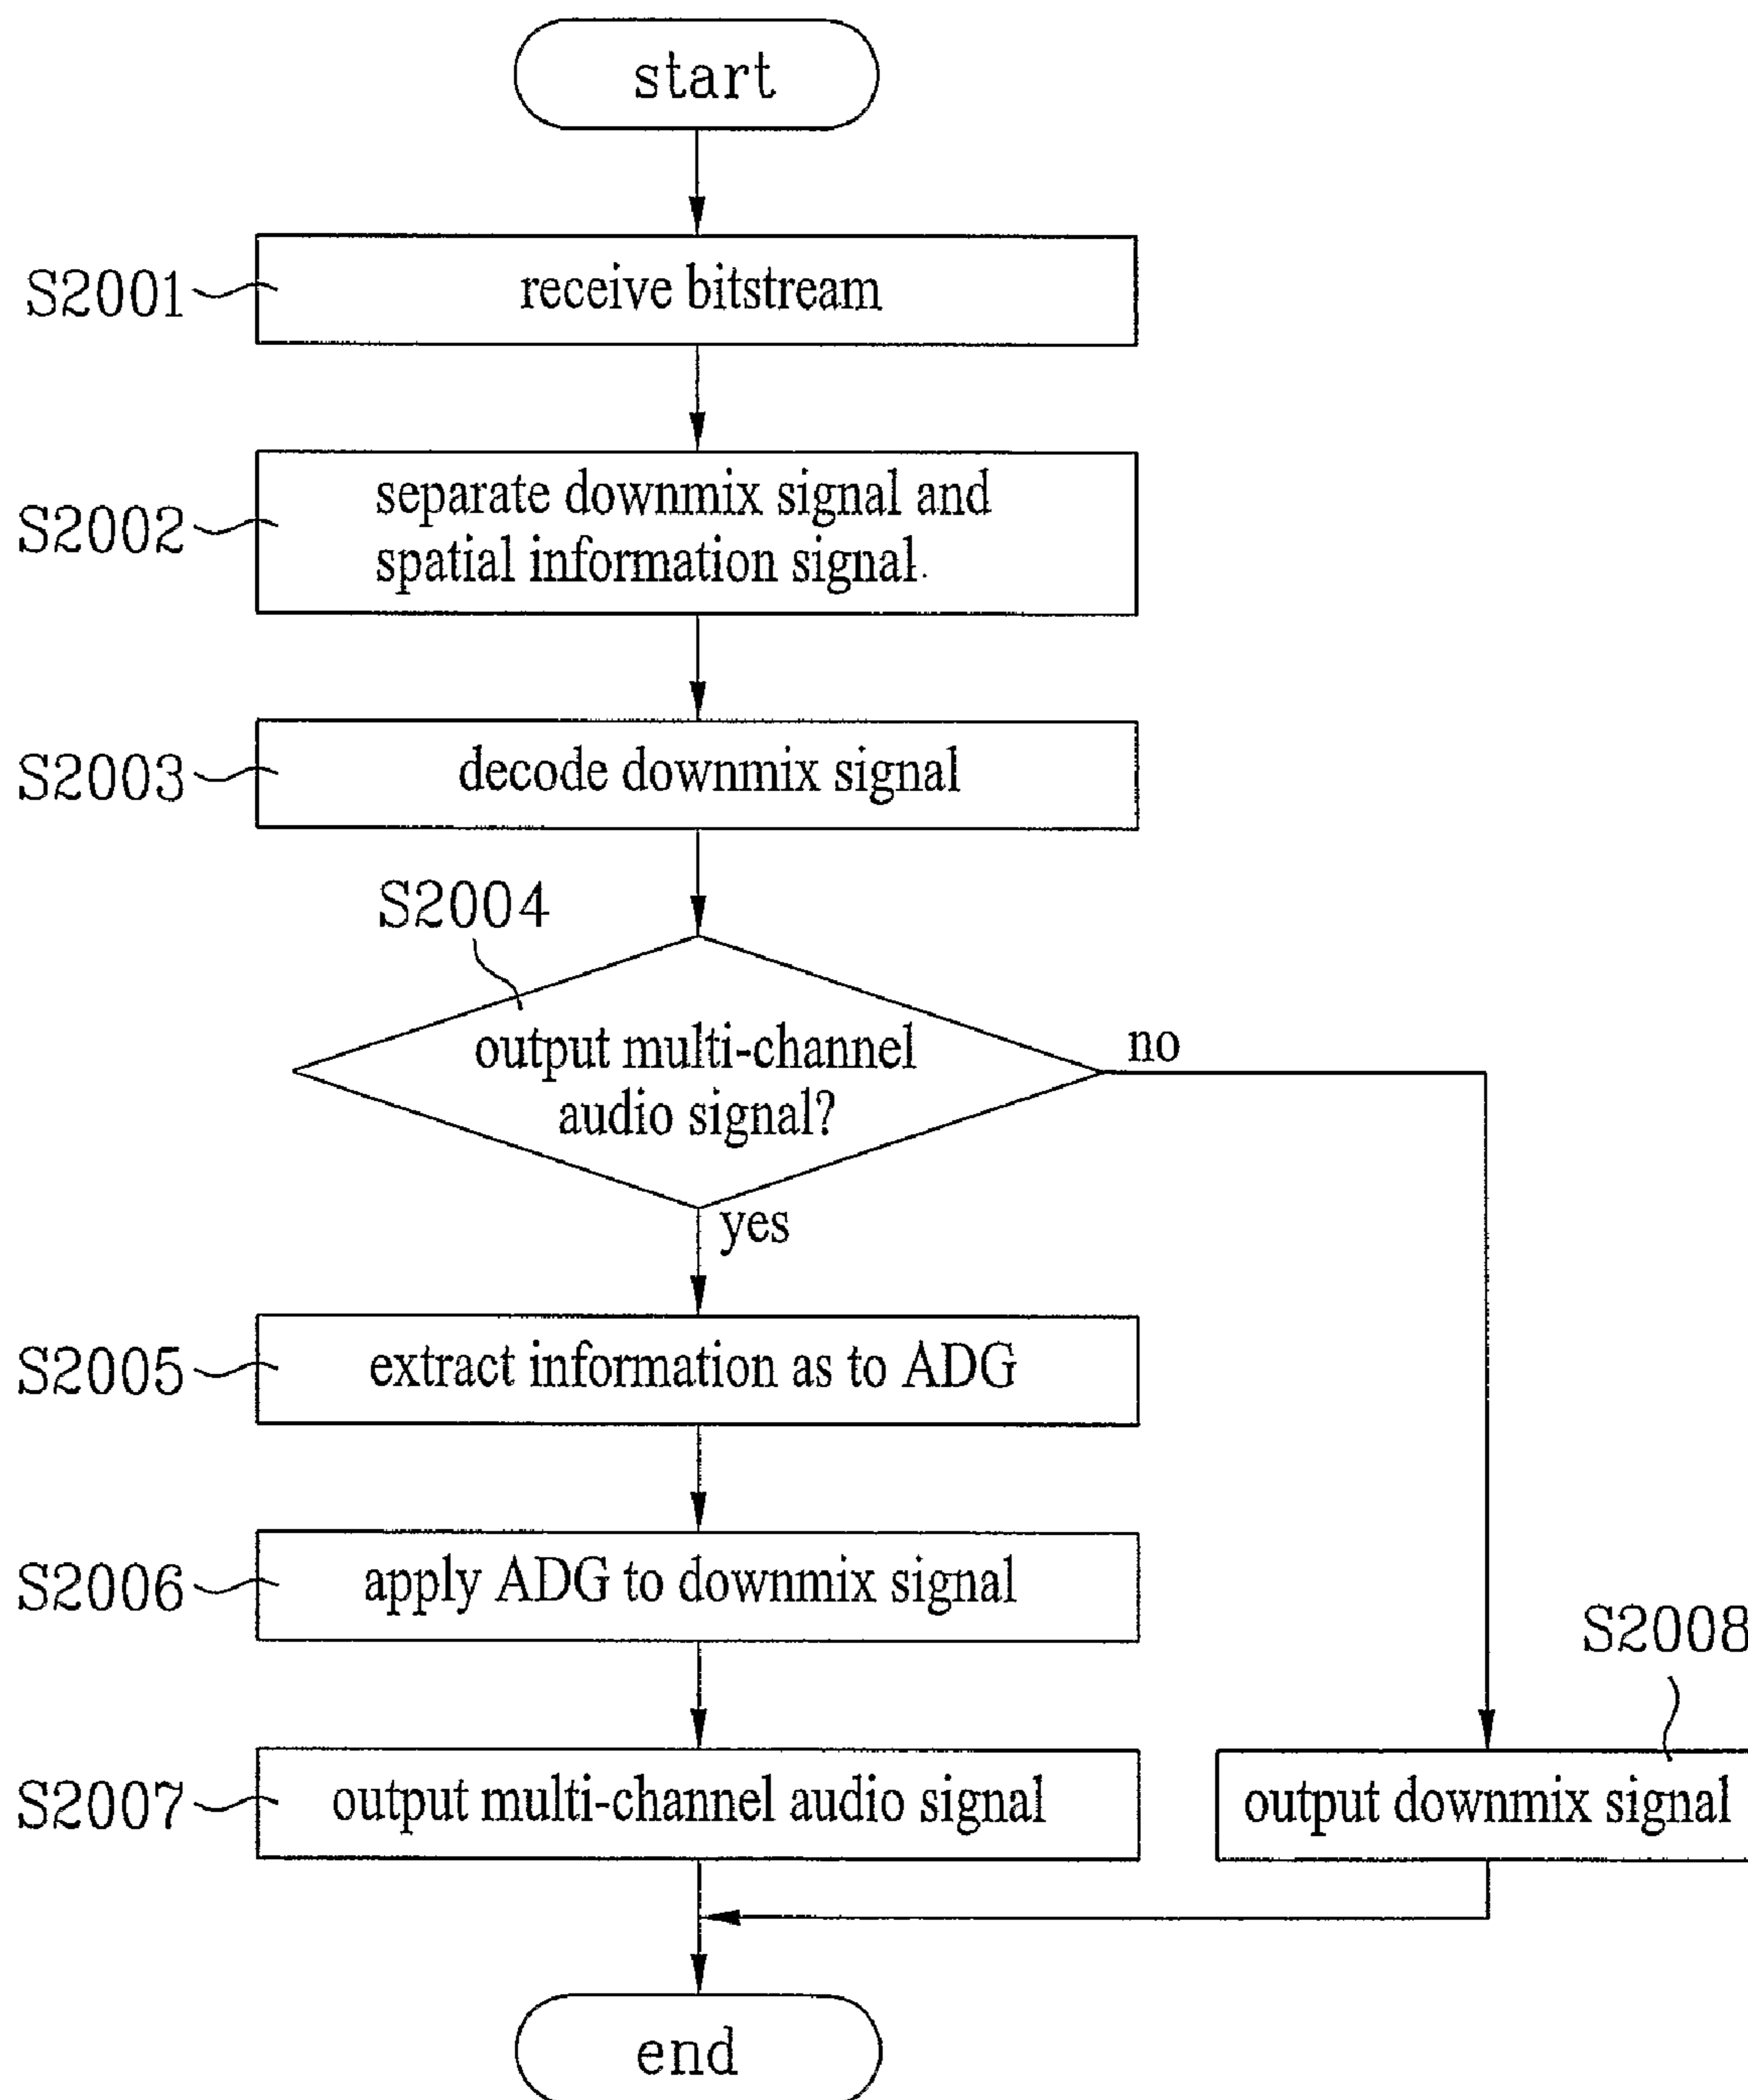 start
S2001
receive bitstream
S2002
separate downmix signal and
spatial information signal.
S2003
decode downmix signal
S2004
output multi-channel
audio signal?
no
yes
S2005
extract information as to ADG
S2006
apply ADG to downmix signal
S2008
S2007
output multi-channel audio signal
output downmix signal
end